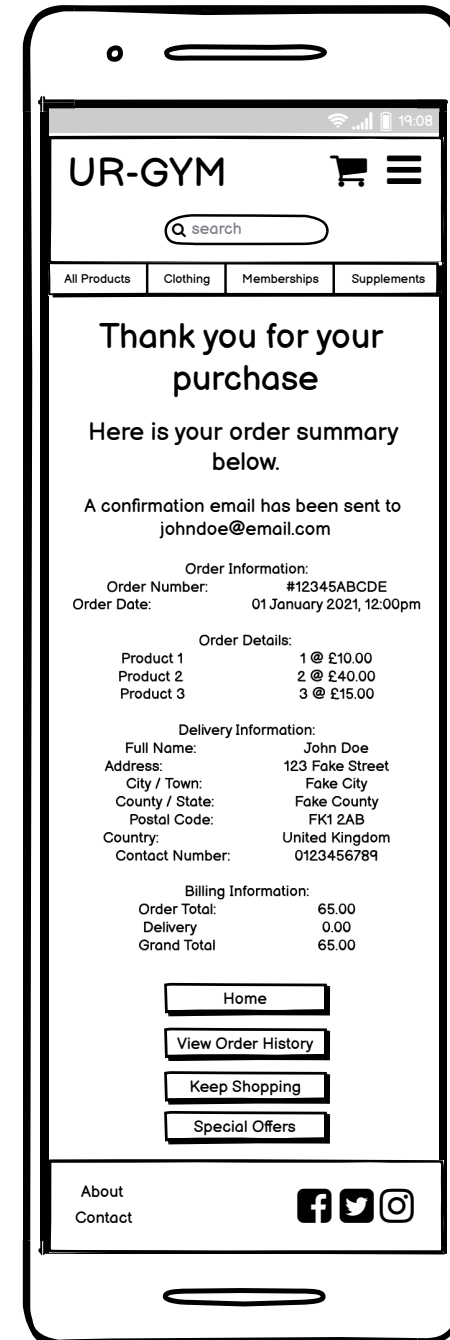 19:08
UR-GYM
search
All Products Clothing Memberships Supplements
Thank you for your
purchase
Here is your order summary
below.
A confirmation email has been sent to
johndoe@email.com
Order Information:
Order Number: #12345ABCDE
Order Date: 01 January 2021, 12:00pm
Order Details:
Product 1 1 @ £10.00
Product 2 2 @ £40.00
Product 3 3 @ £15.00
Delivery Information:
Full Name: John Doe
Address: 123 Fake Street
City / Town: Fake City
County / State: Fake County
Postal Code: FK1 2AB
Country: United Kingdom
Contact Number: 0123456789
Billing Information:
Order Total: 65.00
Delivery 0.00
Grand Total 65.00
Home
View Order History
Keep Shopping
Special Offers
About
Contact